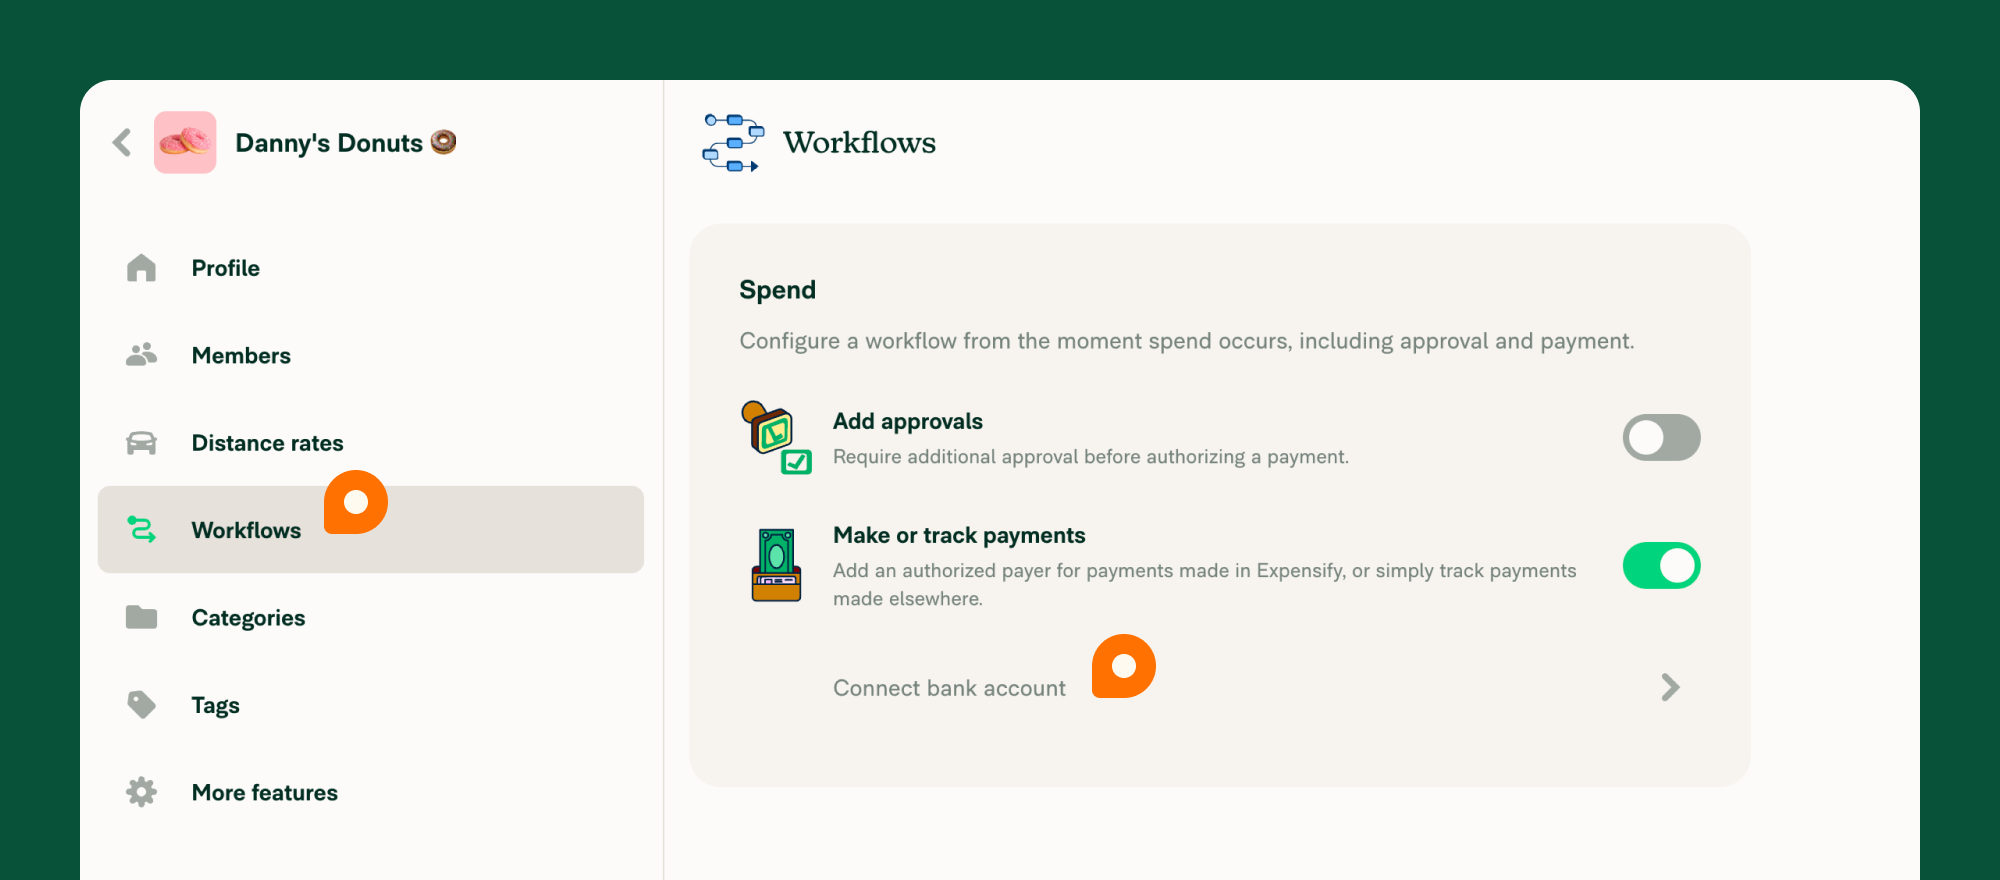 Danny's Donuts 🍩
Profile
Members
Distance rates
Workflows
Categories
Tags
More features
Workflows
Spend
Configure a workflow from the moment spend occurs, including approval and payment.
Add approvals
Require additional approval before authorizing a payment.
Make or track payments
Add an authorized payer for payments made in Expensify, or simply track payments
made elsewhere.
Connect bank account